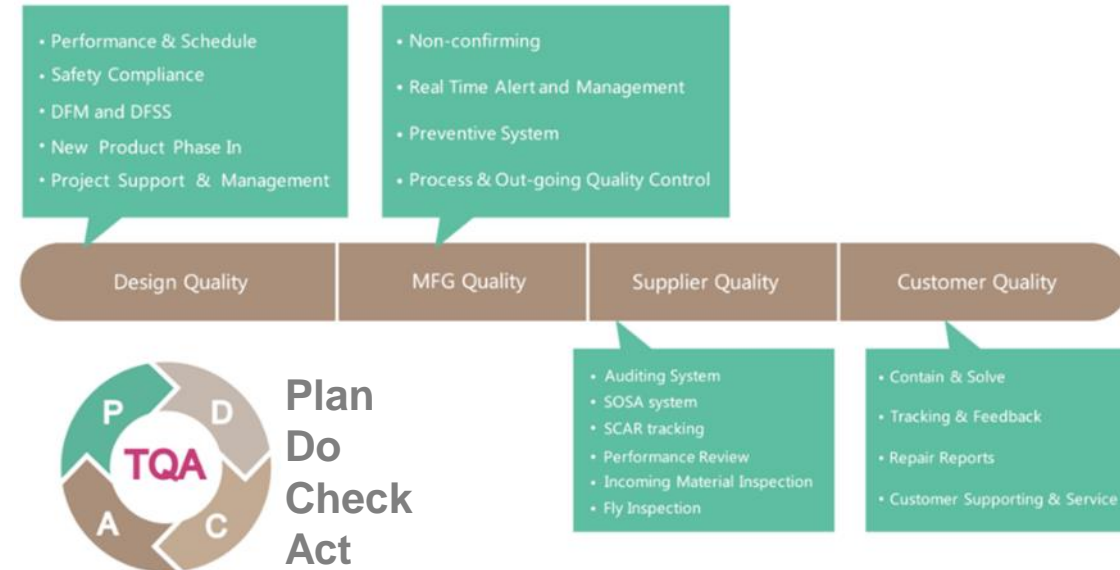 • Performance & Schedule
• Safety Compliance
• DFM and DFSS
• New Product Phase In
• Project Support & Management
• Non-confirming
• Real Time Alert and Management
• Preventive System
• Process & Out-going Quality Control
Design Quality
MFG Quality
Supplier Quality
Customer Quality
• Auditing System
• SOSA system
• SCAR tracking
• Performance Review
• Incoming Material Inspection
• Fly Inspection
• Contain & Solve
• Tracking & Feedback
• Repair Reports
• Customer Supporting & Service
P
D
TQA
A
C
Plan
Do
Check
Act